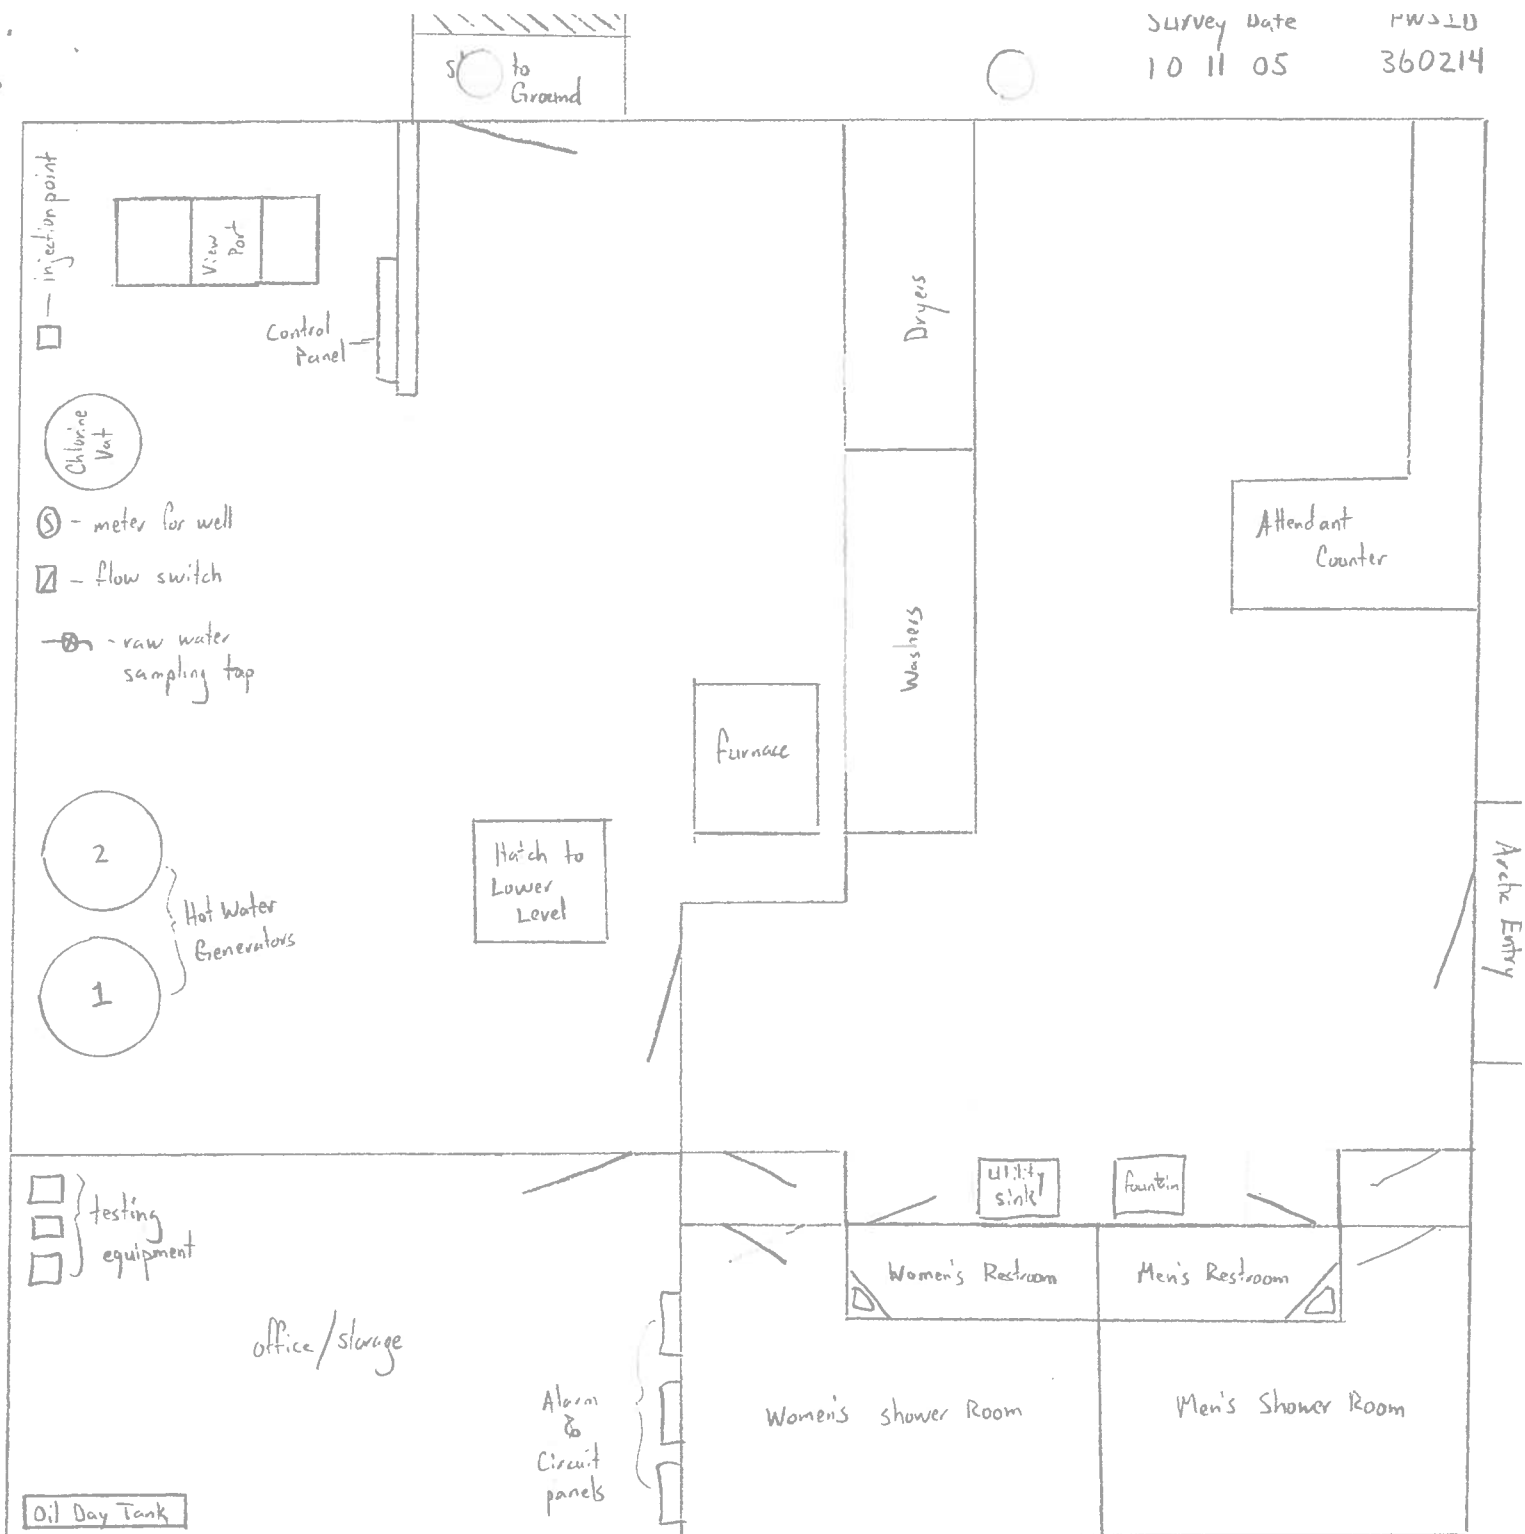 Survey Date PWSID
10 11 05 360214
to
Ground
injection point
View
Port
Control
Panel
Dryers
Chlorine
Vat
S - meter for well
- flow switch
- raw water
sampling tap
Attendant
Counter
Washers
furnace
2
Hatch to
Lower
Level
Hot Water
Generators
1
Arctic Entry
testing
equipment
utility
sink
fountain
Women's Restroom
Men's Restroom
office/storage
Alarm
&
Circuit
panels
Women's shower Room
Men's Shower Room
Oil Day Tank